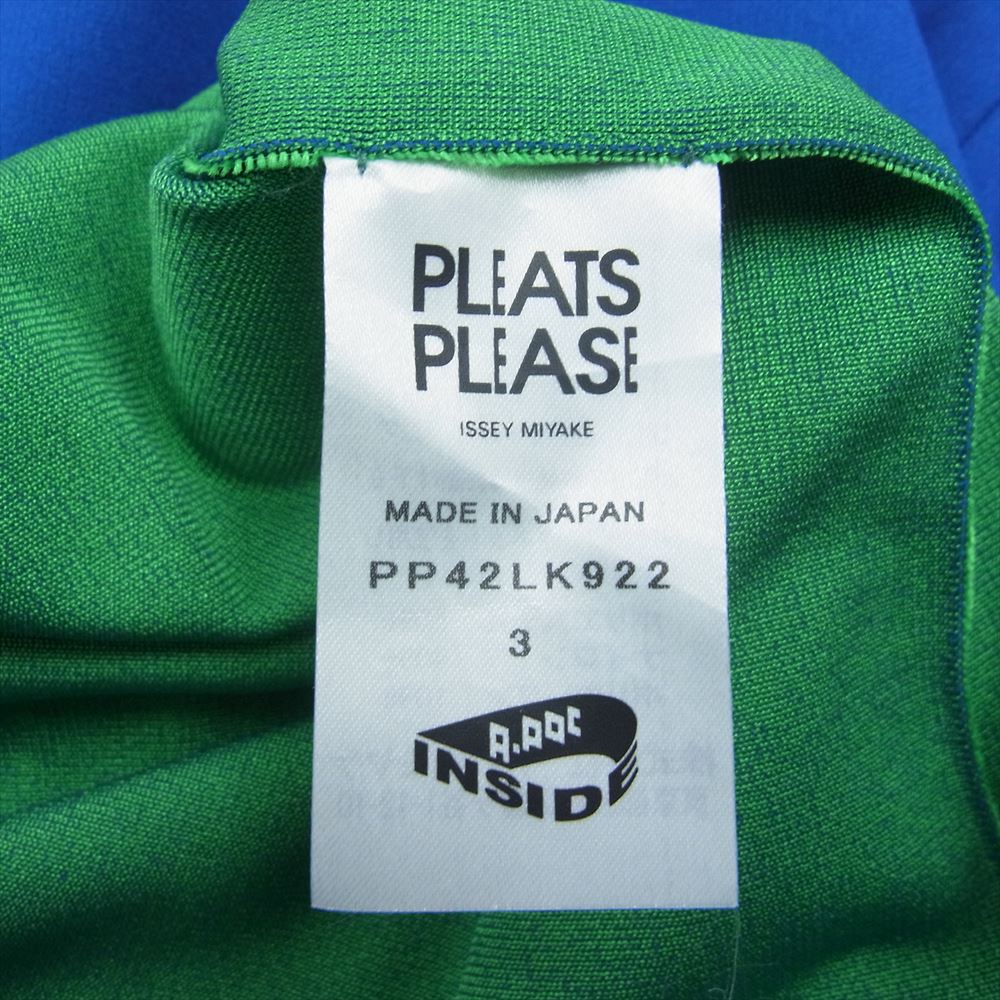 PLEATS
PLEASE
ISSEY MIYAKE
MADE IN JAPAN
PP42LK922
3
A-POC
INSIDE